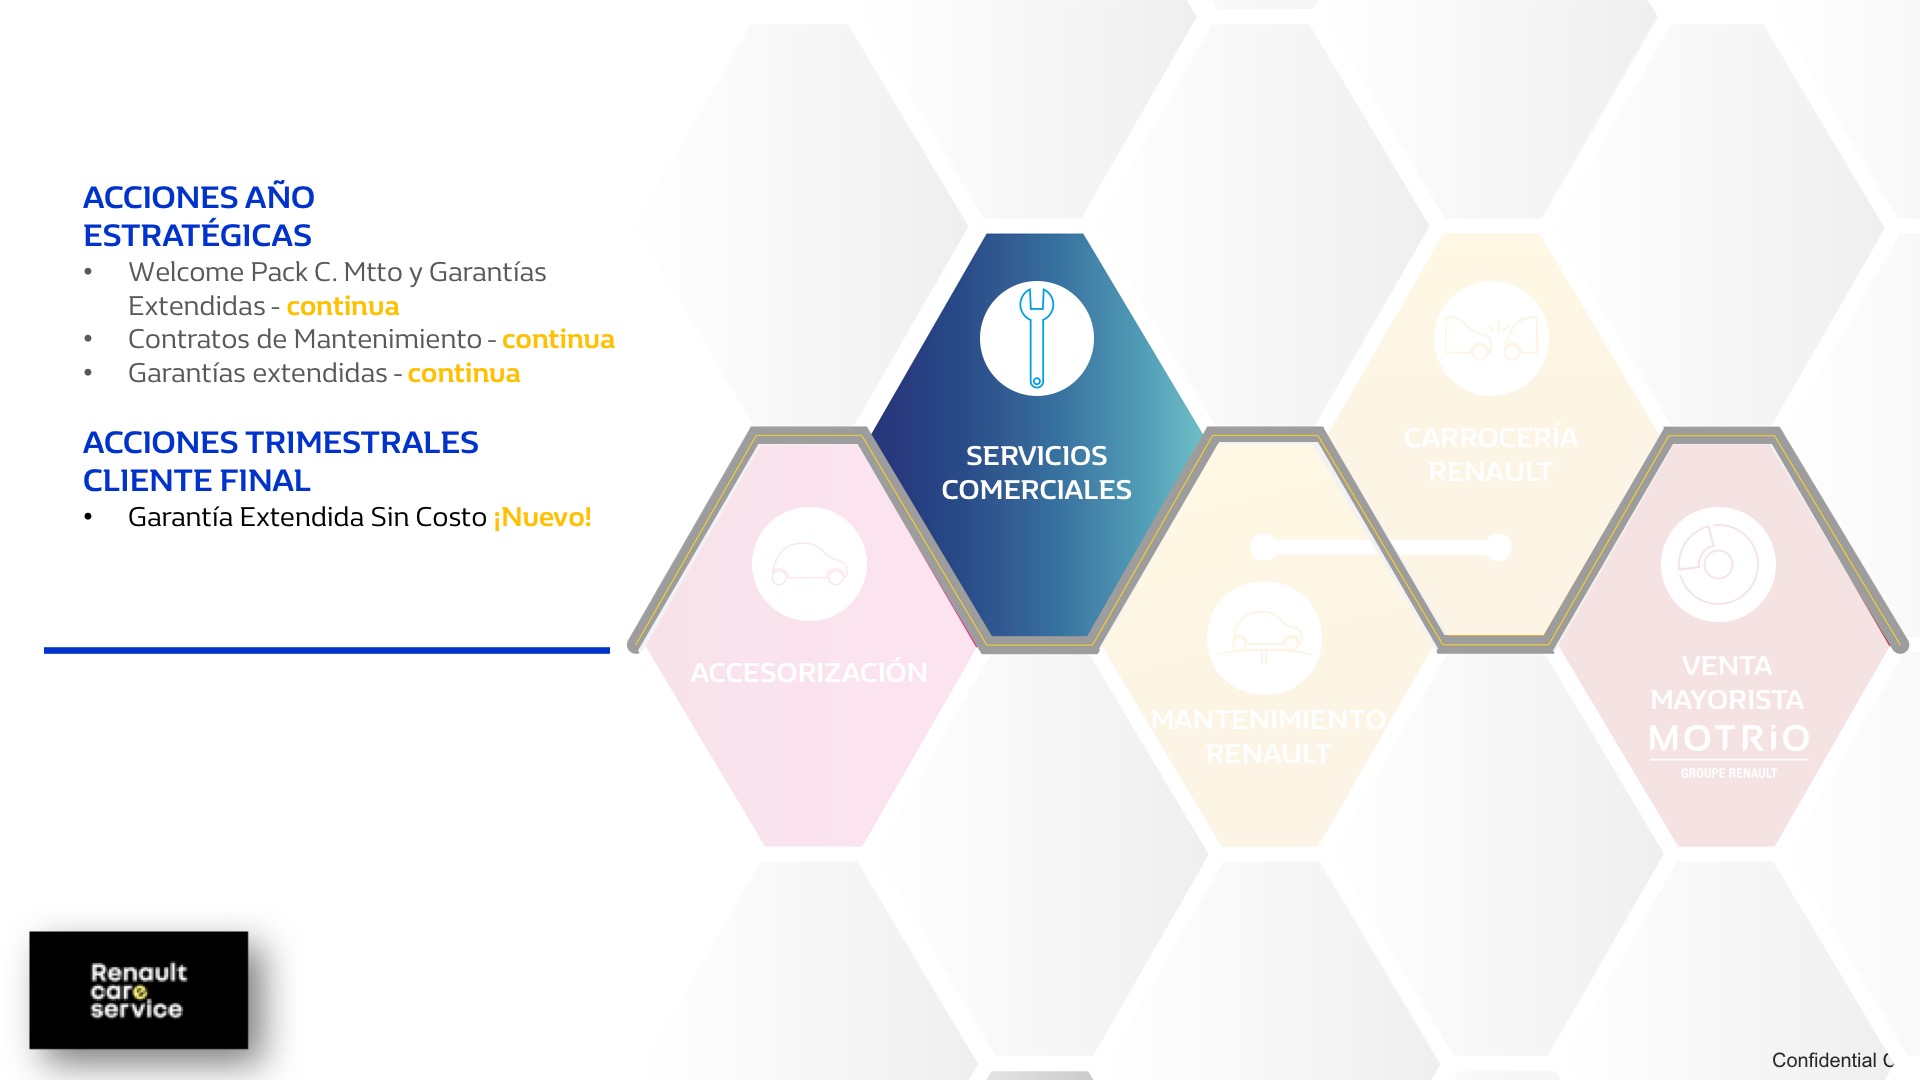 ACCIONES AÑO
ESTRATÉGICAS
• Welcome Pack C. Mtto y Garantías
Extendidas - continua
• Contratos de Mantenimiento - continua
• Garantías extendidas - continua
ACCIONES TRIMESTRALES
CLIENTE FINAL
• Garantía Extendida Sin Costo ¡Nuevo!
SERVICIOS
COMERCIALES
CARROCERÍA
RENAULT
ACCESORIZACIÓN
MANTENIMIENTO
RENAULT
VENTA
MAYORISTA
MOTRiO
GROUPE RENAULT
Renault
care
service
Confidential C